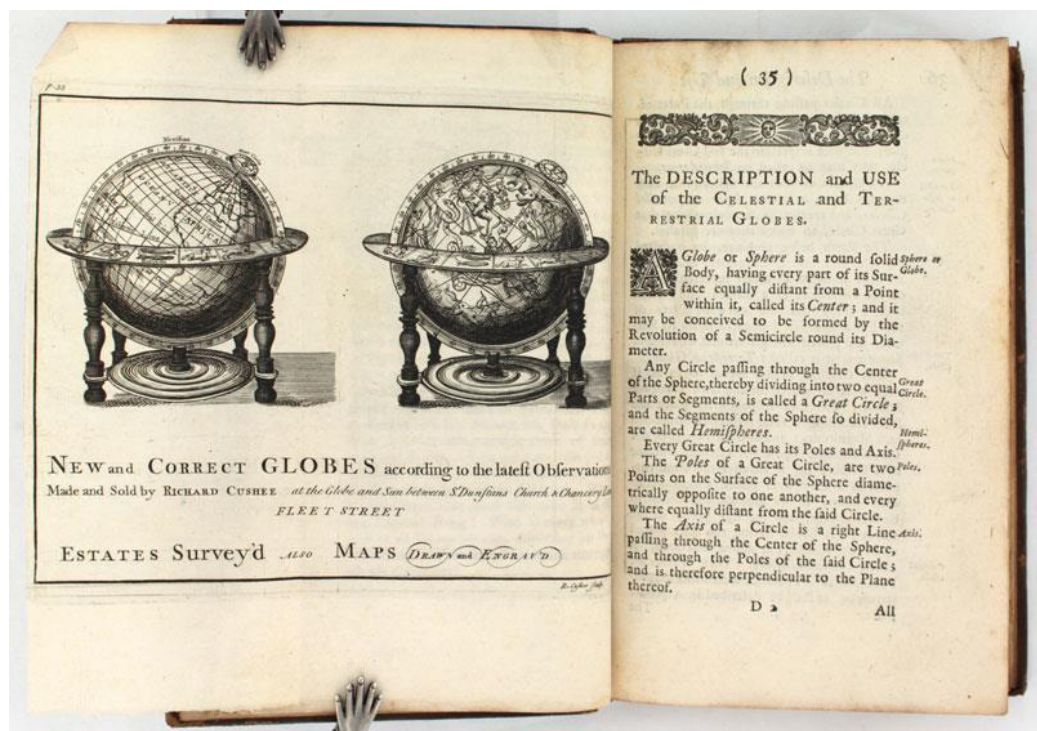 P. 33
Meridian
OCEAN
AFRICA
NEW and CORRECT GLOBES according to the lateſt Obſervation
Made and Sold by RICHARD CUSHEE at the Globe and Sun between St Dunſtans Church & Chancery
FLEET STREET
ESTATES Survey'd ALSO MAPS DRAWN and ENGRAV'D
R. Cuſhee ſculp
( 35 )
The DESCRIPTION and USE
of the CELESTIAL and TER-
RESTRIAL GLOBES.
A Globe or Sphere is a round ſolid Sphere or
Body, having every part of its Sur- Globe.
face equally diſtant from a Point
within it, called its Center; and it
may be conceived to be formed by the
Revolution of a Semicircle round its Dia-
meter.
Any Circle paſſing through the Center
of the Sphere, thereby dividing into two equal Great
Parts or Segments, is called a Great Circle; Circle.
and the Segments of the Sphere ſo divided,
are called Hemiſpheres. Hemi-
Every Great Circle has its Poles and Axis. ſpheres.
The Poles of a Great Circle, are two Poles.
Points on the Surface of the Sphere diame-
trically oppoſite to one another, and every
where equally diſtant from the ſaid Circle.
The Axis of a Circle is a right Line Axis.
paſſing through the Center of the Sphere,
and through the Poles of the ſaid Circle;
and is therefore perpendicular to the Plane
thereof.
D 2 All